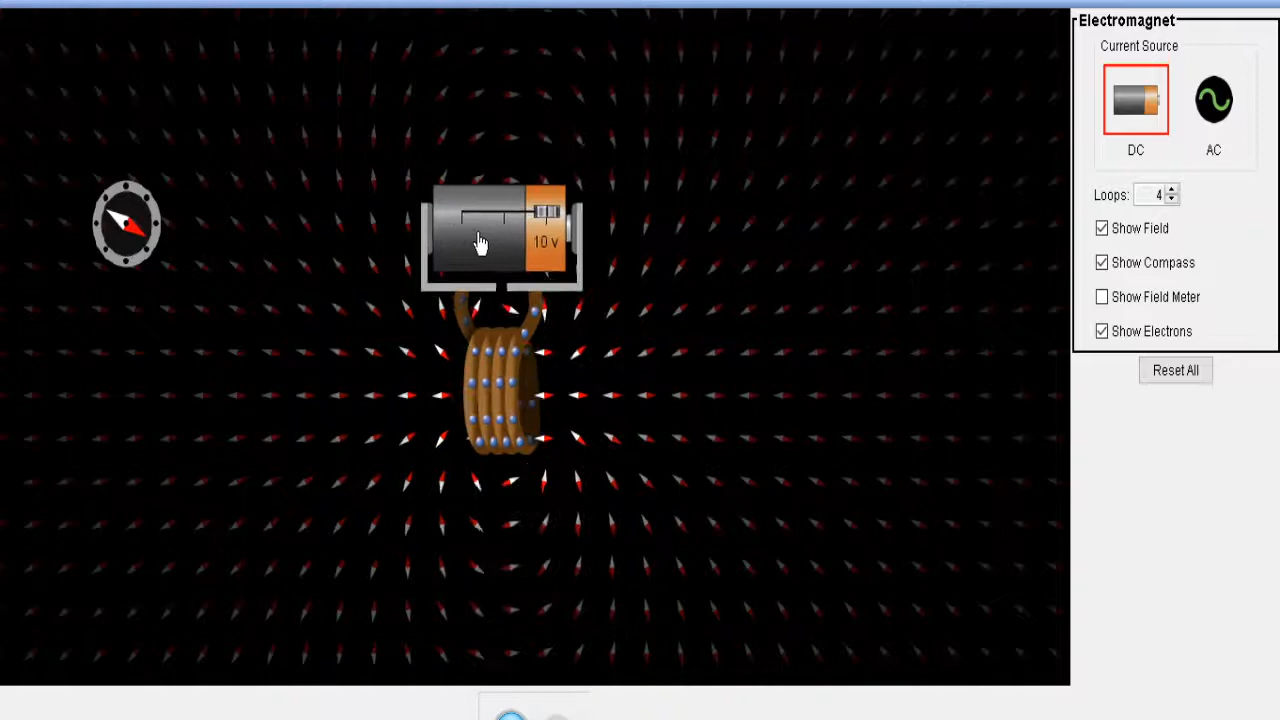 Electromagnet
Current Source
DC
AC
Loops: 4
Show Field
Show Compass
Show Field Meter
Show Electrons
Reset All
10 v